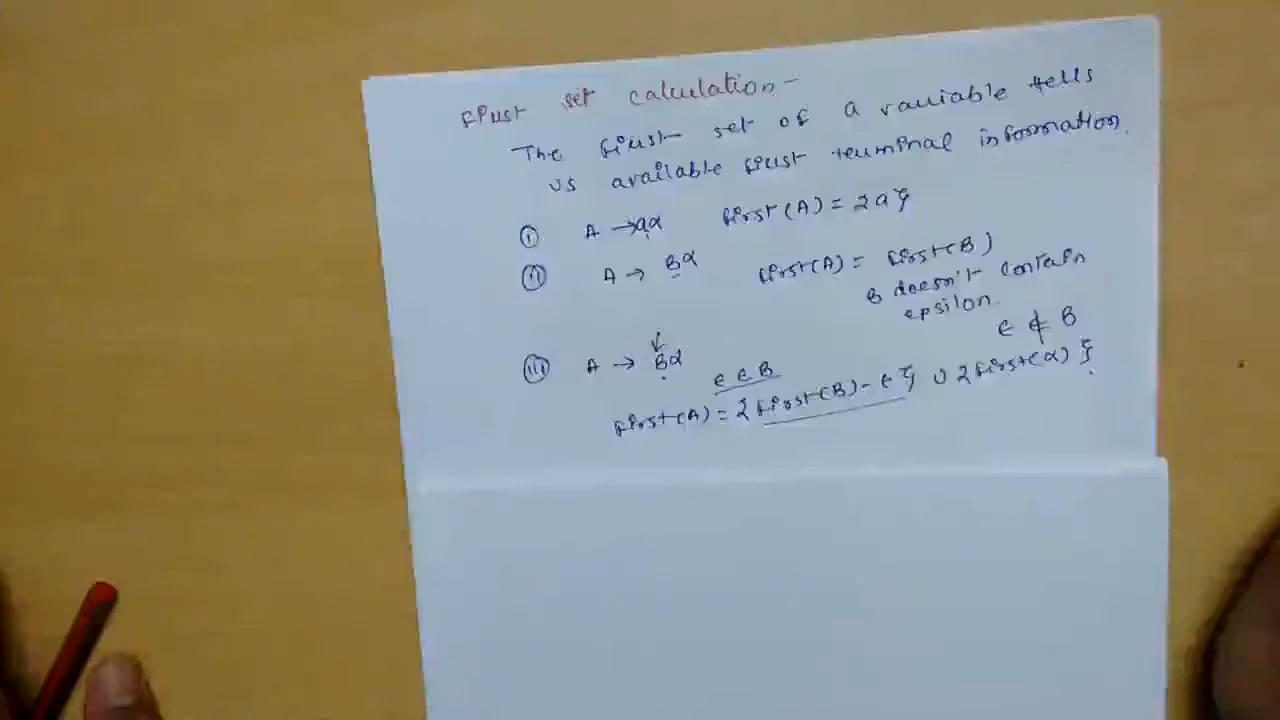 First set calculation -
The first set of a variable tells
us available first terminal information.
(i) A → aα First(A) = {a}
(ii) A → Bα First(A) = First(B)
B doesn't contain
epsilon.
ϵ ∉ B
(iii) A → Bα
ϵ ∈ B
First(A) = {First(B) - ϵ} ∪ {First(α)}